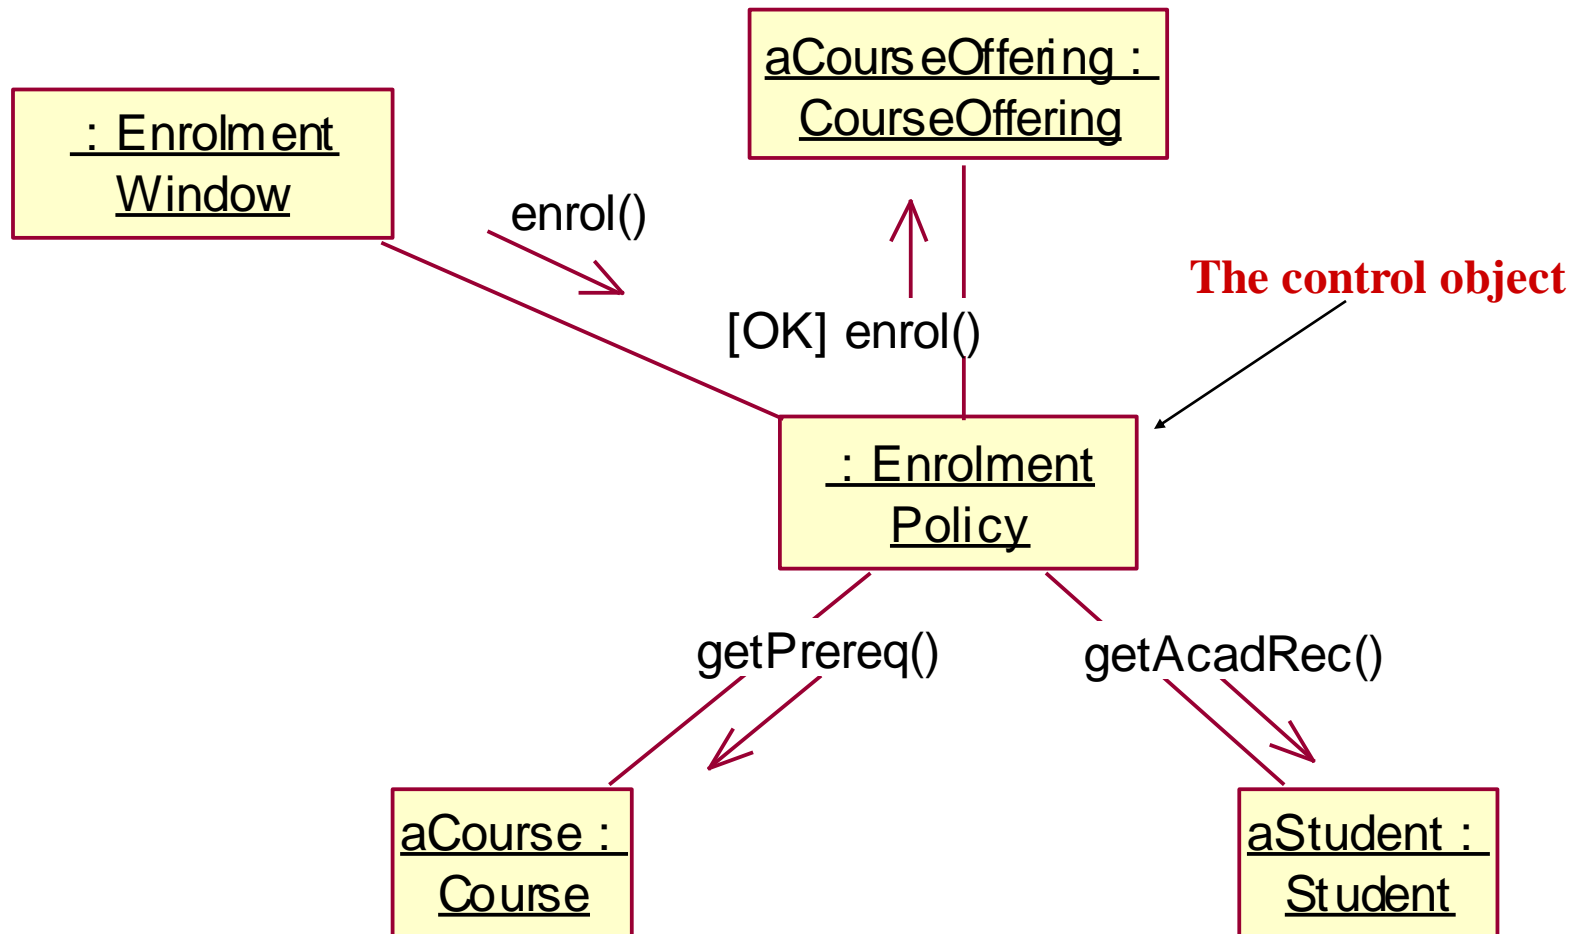 aCourseOffering :
CourseOffering
: Enrolment
Window
enrol()
The control object
[OK] enrol()
: Enrolment
Policy
getPrereq()
getAcadRec()
aCourse :
Course
aStudent :
Student